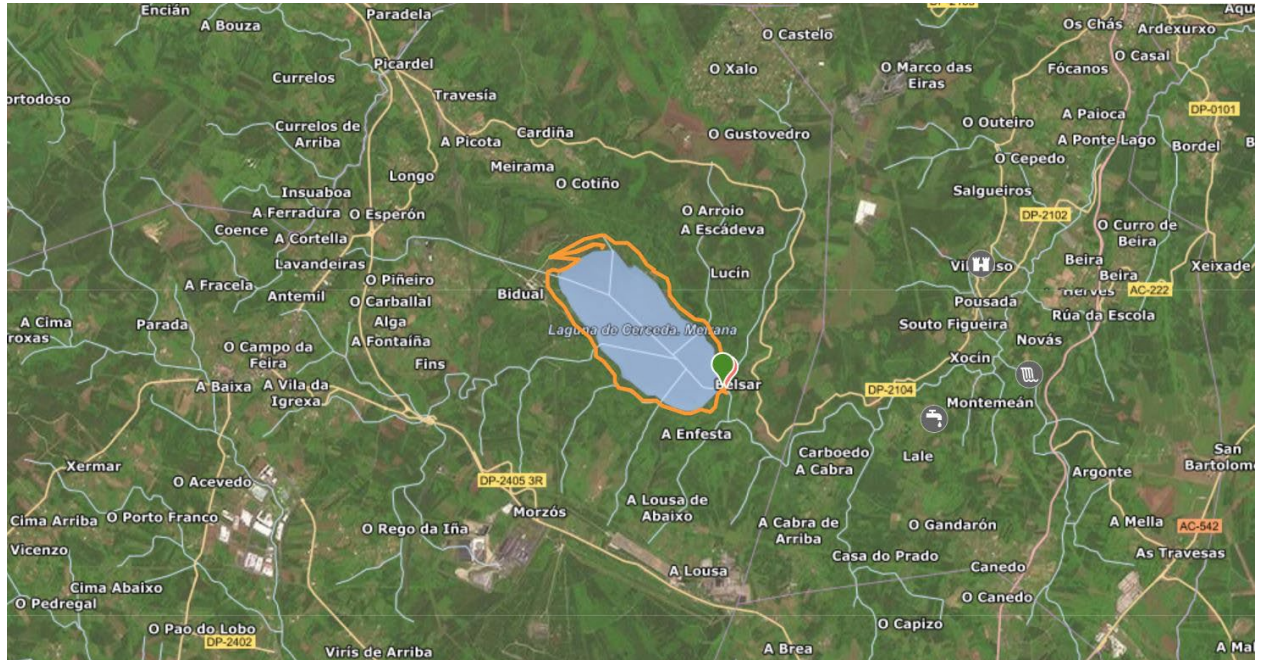 Encián
A Bouza
Paradela
O Castelo
Os Chás
Ardexurxo
O Casal
Picardel
Currelos
O Xalo
O Marco das
Eiras
Fócanos
ortodoso
Travesía
DP-0101
A Paioca
Currelos de
Arriba
A Picota
Cardiña
O Gustovedro
O Outeiro
A Ponte Lago
Bordel
Meirama
O Cepedo
Longo
O Cotiño
Insuaboa
Salgueiros
A Ferradura
O Esperón
O Arroio
DP-2102
Coence
A Cortella
A Escádeva
O Curro de
Beira
Lavandeiras
Beira
Xeixade
A Fracela
O Piñeiro
Lucín
Beira
Antemil
O Carballal
Bidual
Pousada
Herves
AC-222
A Cima
roxas
Parada
Alga
A Fontaíña
Laguna de Cerceda. Meirana
Souto Figueira
Rúa da Escola
O Campo da
Feira
Fins
Novás
Xocín
A Baixa
A Vila da
Igrexa
Belsar
DP-2104
Montemeán
A Enfesta
Carboedo
A Cabra
Lale
San
Bartolome
Xermar
O Acevedo
DP-2405 3R
Argonte
A Lousa de
Abaixo
Cima Arriba
O Porto Franco
Morzós
O Rego da Iña
A Cabra de
Arriba
O Gandarón
A Mella
AC-542
Vicenzo
Casa do Prado
As Travesas
A Lousa
Canedo
Cima Abaixo
O Pedregal
O Canedo
O Pao do Lobo
DP-2402
O Capizo
Virís de Arriba
A Brea
A Mal